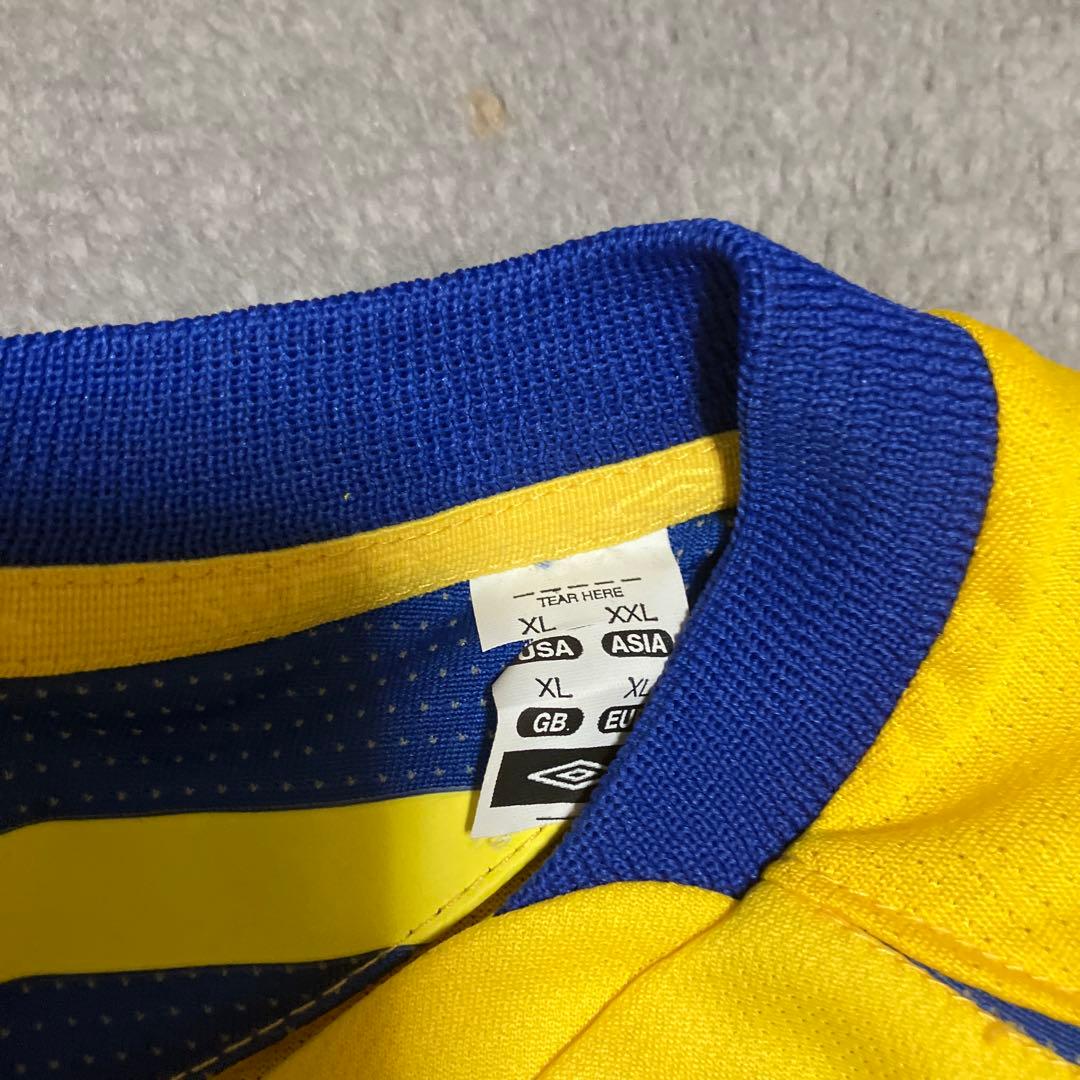 TEAR HERE
XL XXL
USA ASIA
XL XL
GB. EU